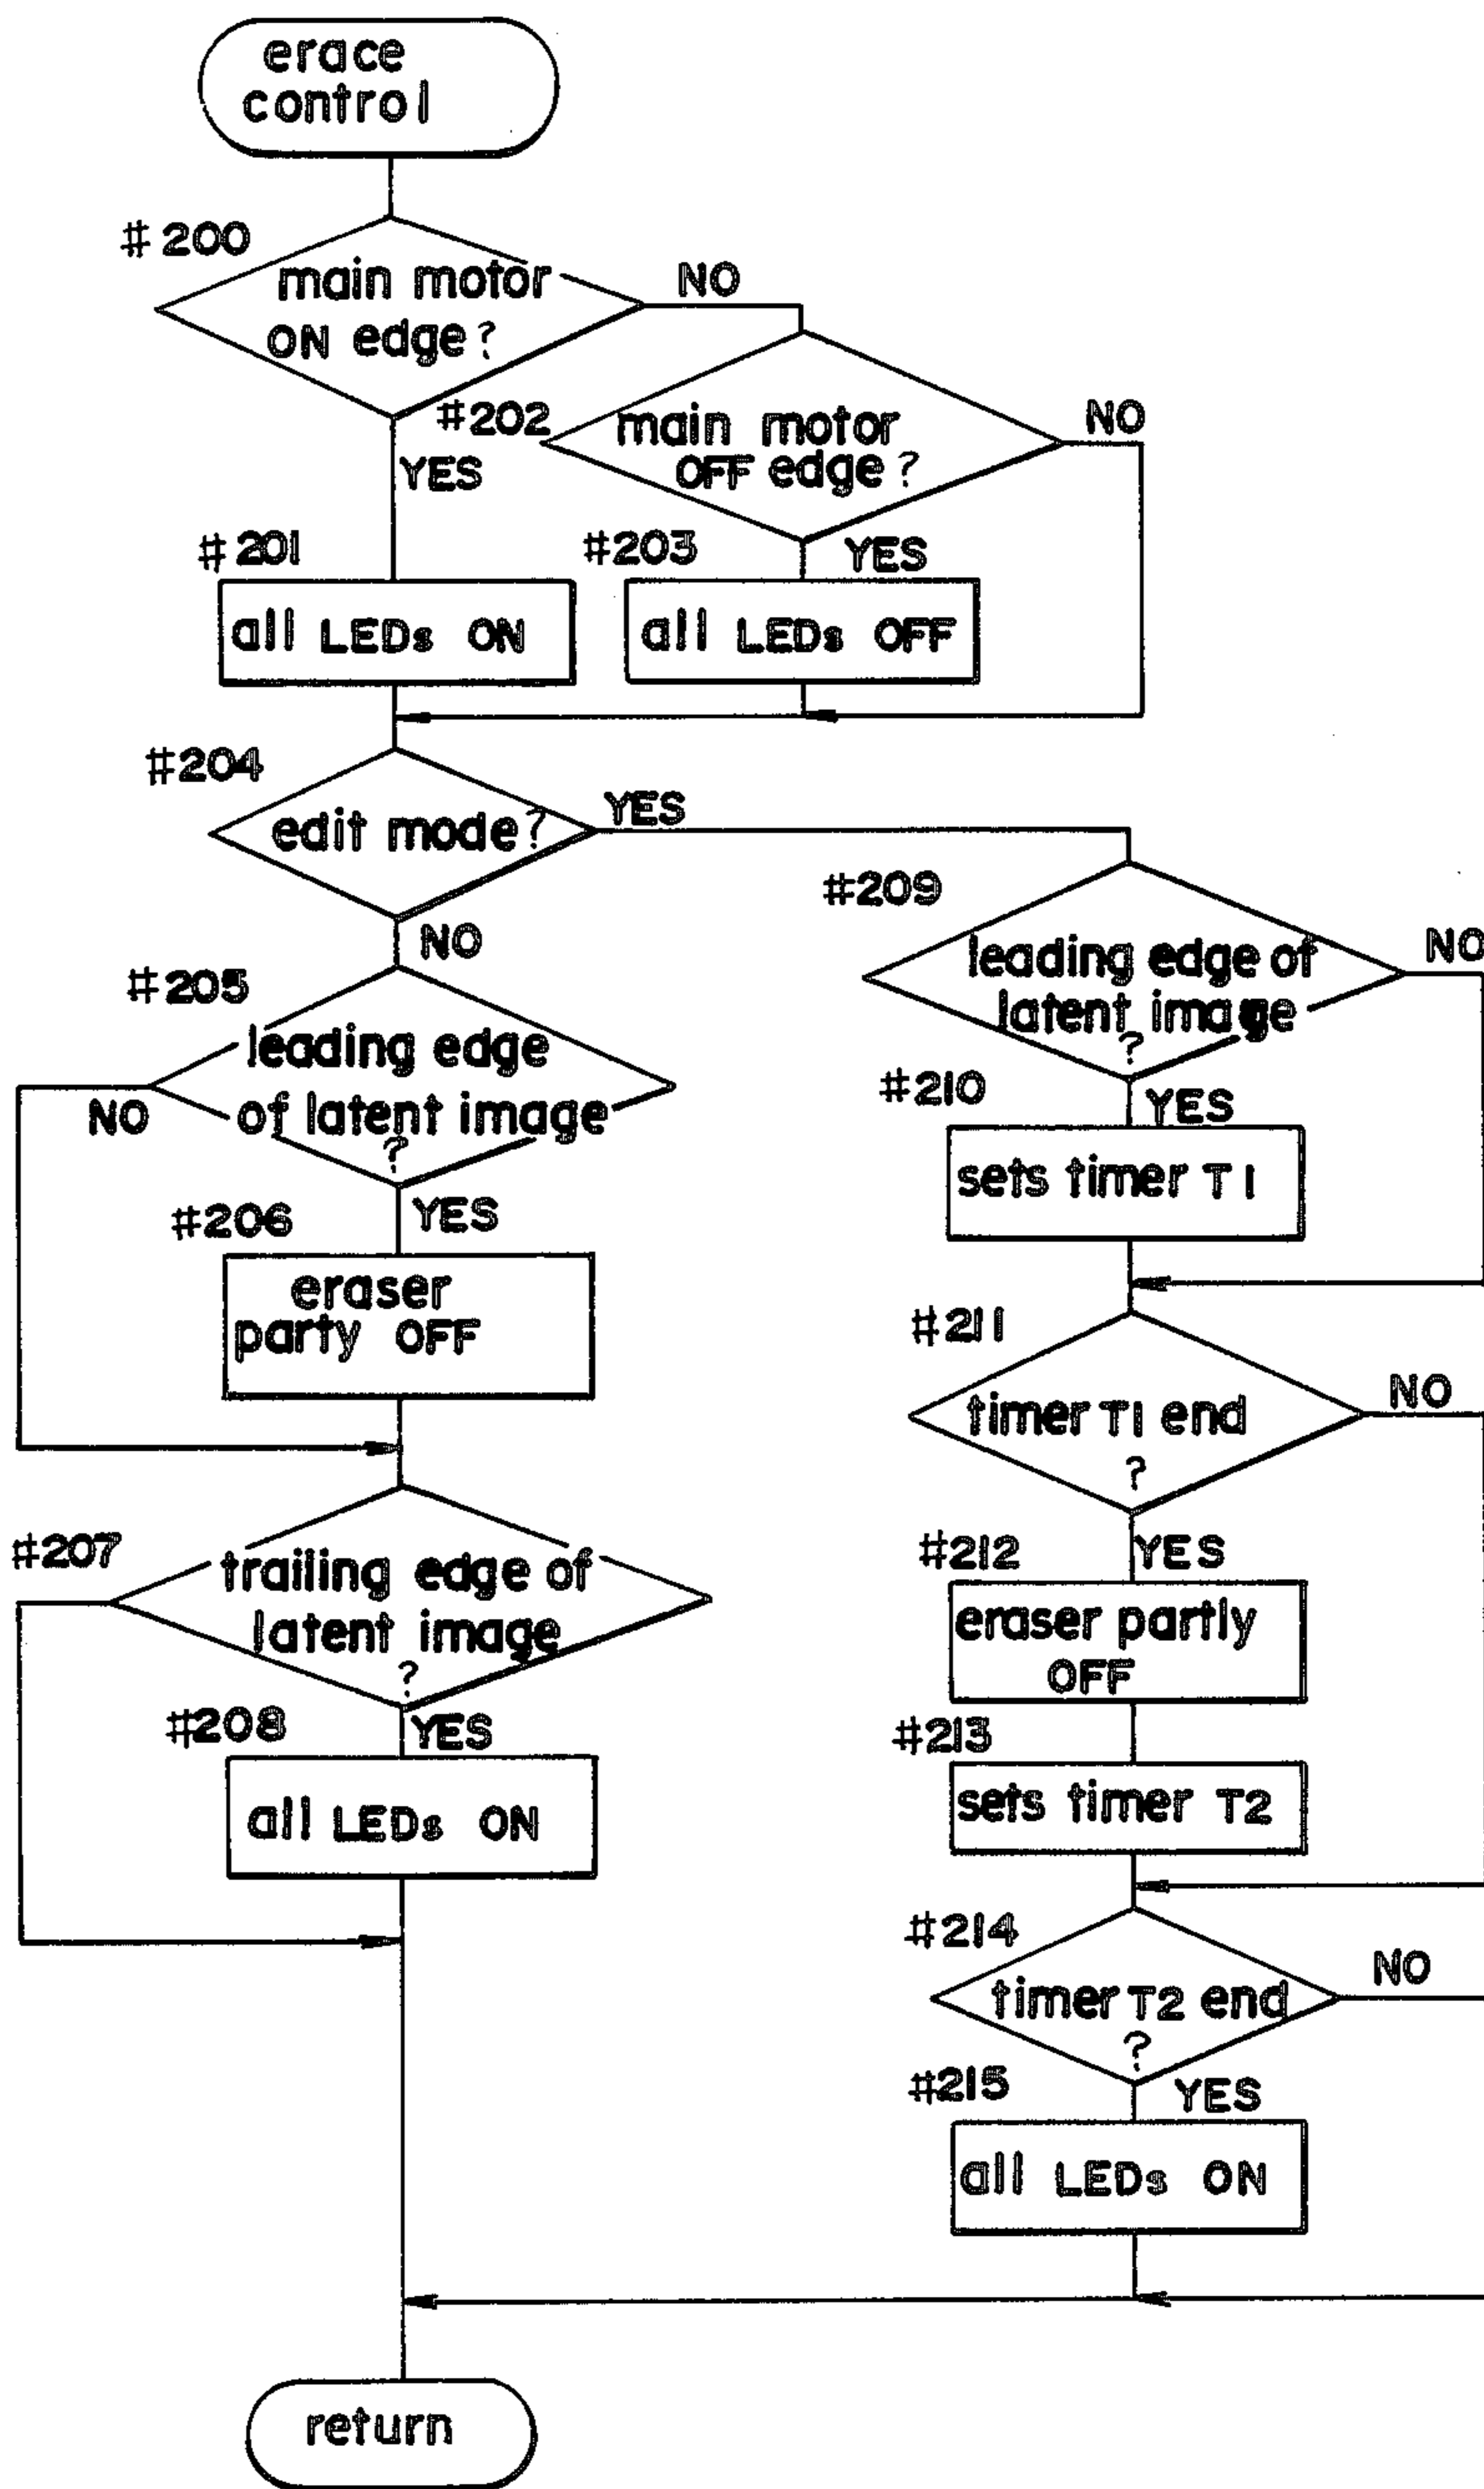 erace
control
#200
main motor
ON edge?
NO
YES
#202
main motor
OFF edge?
NO
YES
#201
all LEDs ON
#203
all LEDs OFF
#204
edit mode?
YES
NO
#205
leading edge
of latent image
?
NO
YES
#206
eraser
party OFF
#207
trailing edge of
latent image
?
YES
#208
all LEDs ON
#209
leading edge of
latent image
?
NO
YES
#210
sets timer T1
#211
timer T1 end
?
NO
YES
#212
eraser partly
OFF
#213
sets timer T2
#214
timer T2 end
?
NO
YES
#215
all LEDs ON
return